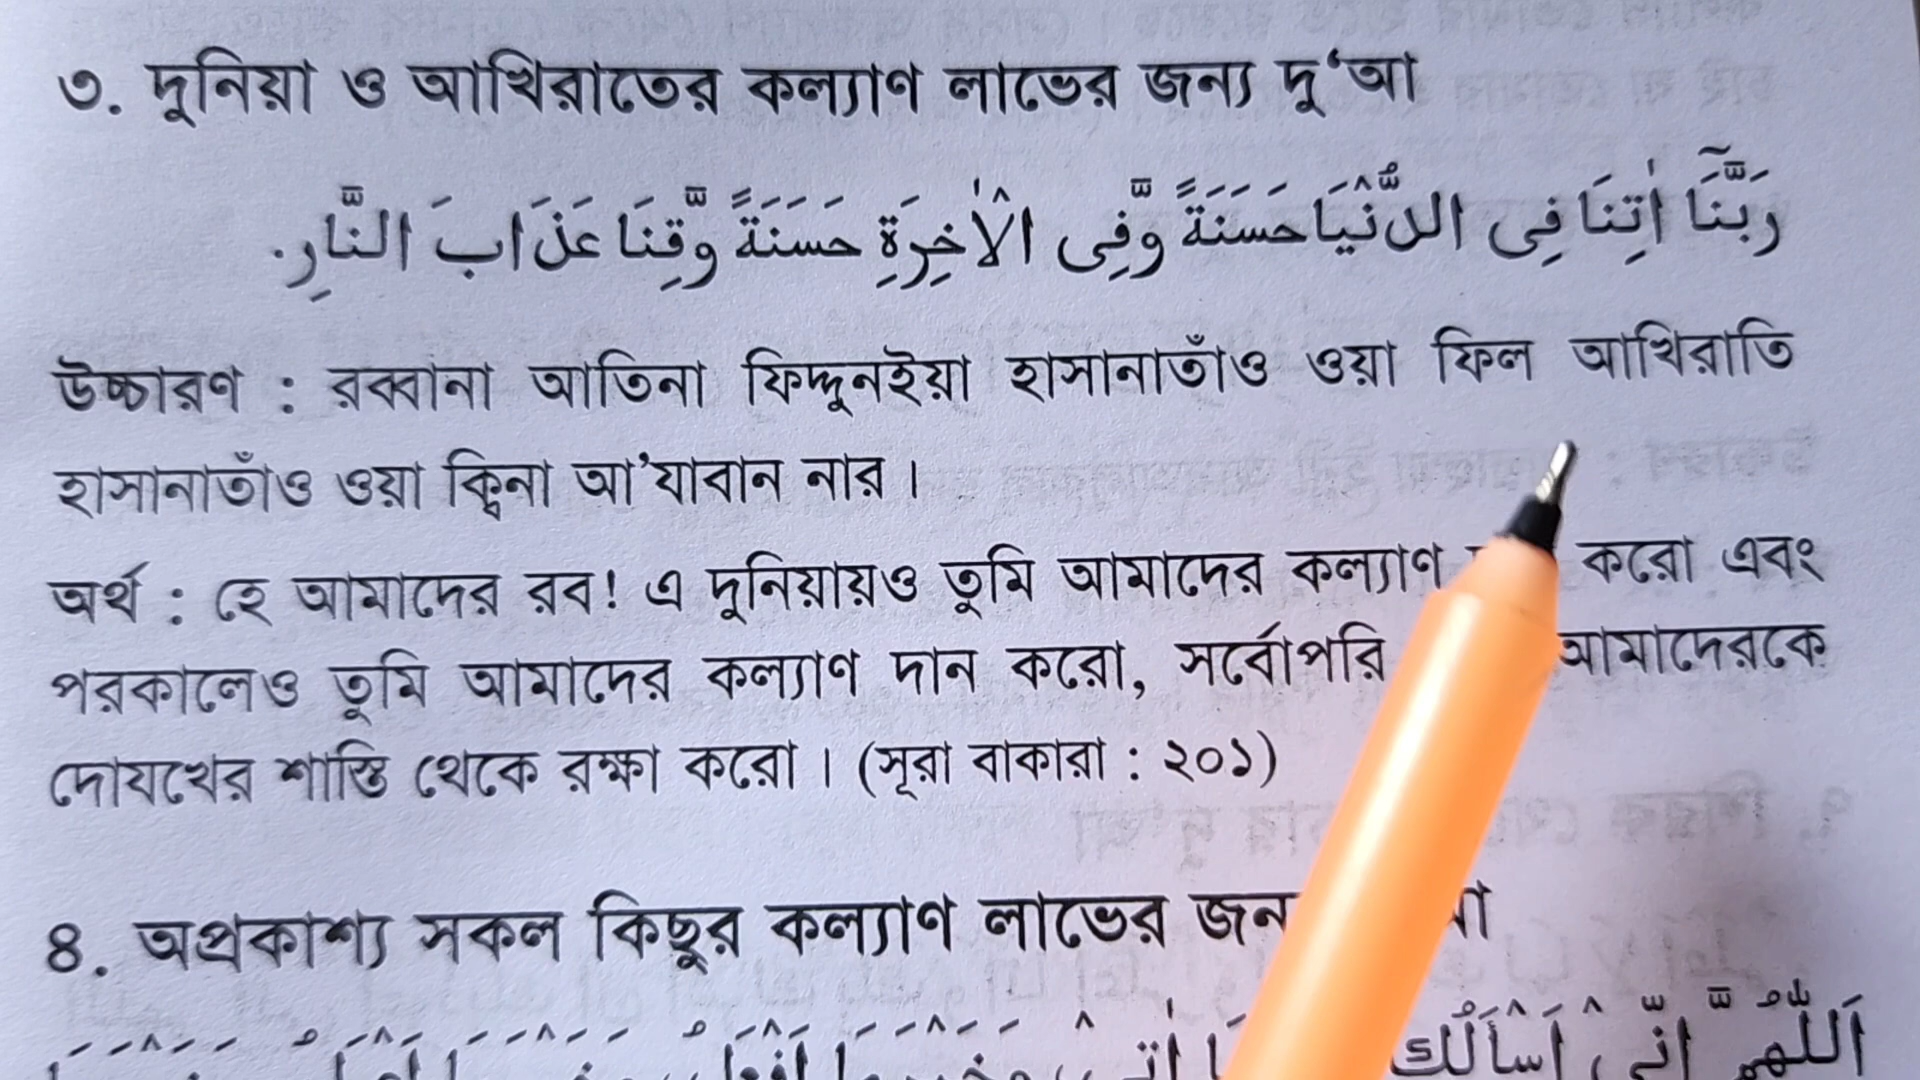 ৩. দুনিয়া ও আখিরাতের কল্যাণ লাভের জন্য দু‘আ
رَبَّنَآ اٰتِنَا فِى الدُّنْيَا حَسَنَةً وَّفِى الْاٰخِرَةِ حَسَنَةً وَّقِنَا عَذَابَ النَّارِ.
উচ্চারণ : রব্বানা আতিনা ফিদ্দুনইয়া হাসানাতাঁও ওয়া ফিল আখিরাতি
হাসানাতাঁও ওয়া ক্বিনা আ’যাবান নার।
অর্থ : হে আমাদের রব! এ দুনিয়ায়ও তুমি আমাদের কল্যাণ করো এবং
পরকালেও তুমি আমাদের কল্যাণ দান করো, সর্বোপরি আমাদেরকে
দোযখের শাস্তি থেকে রক্ষা করো। (সূরা বাকারা : ২০১)
৪. অপ্রকাশ্য সকল কিছুর কল্যাণ লাভের
اَللّٰهُمَّ اِنِّىْ اَسْاَلُكَ